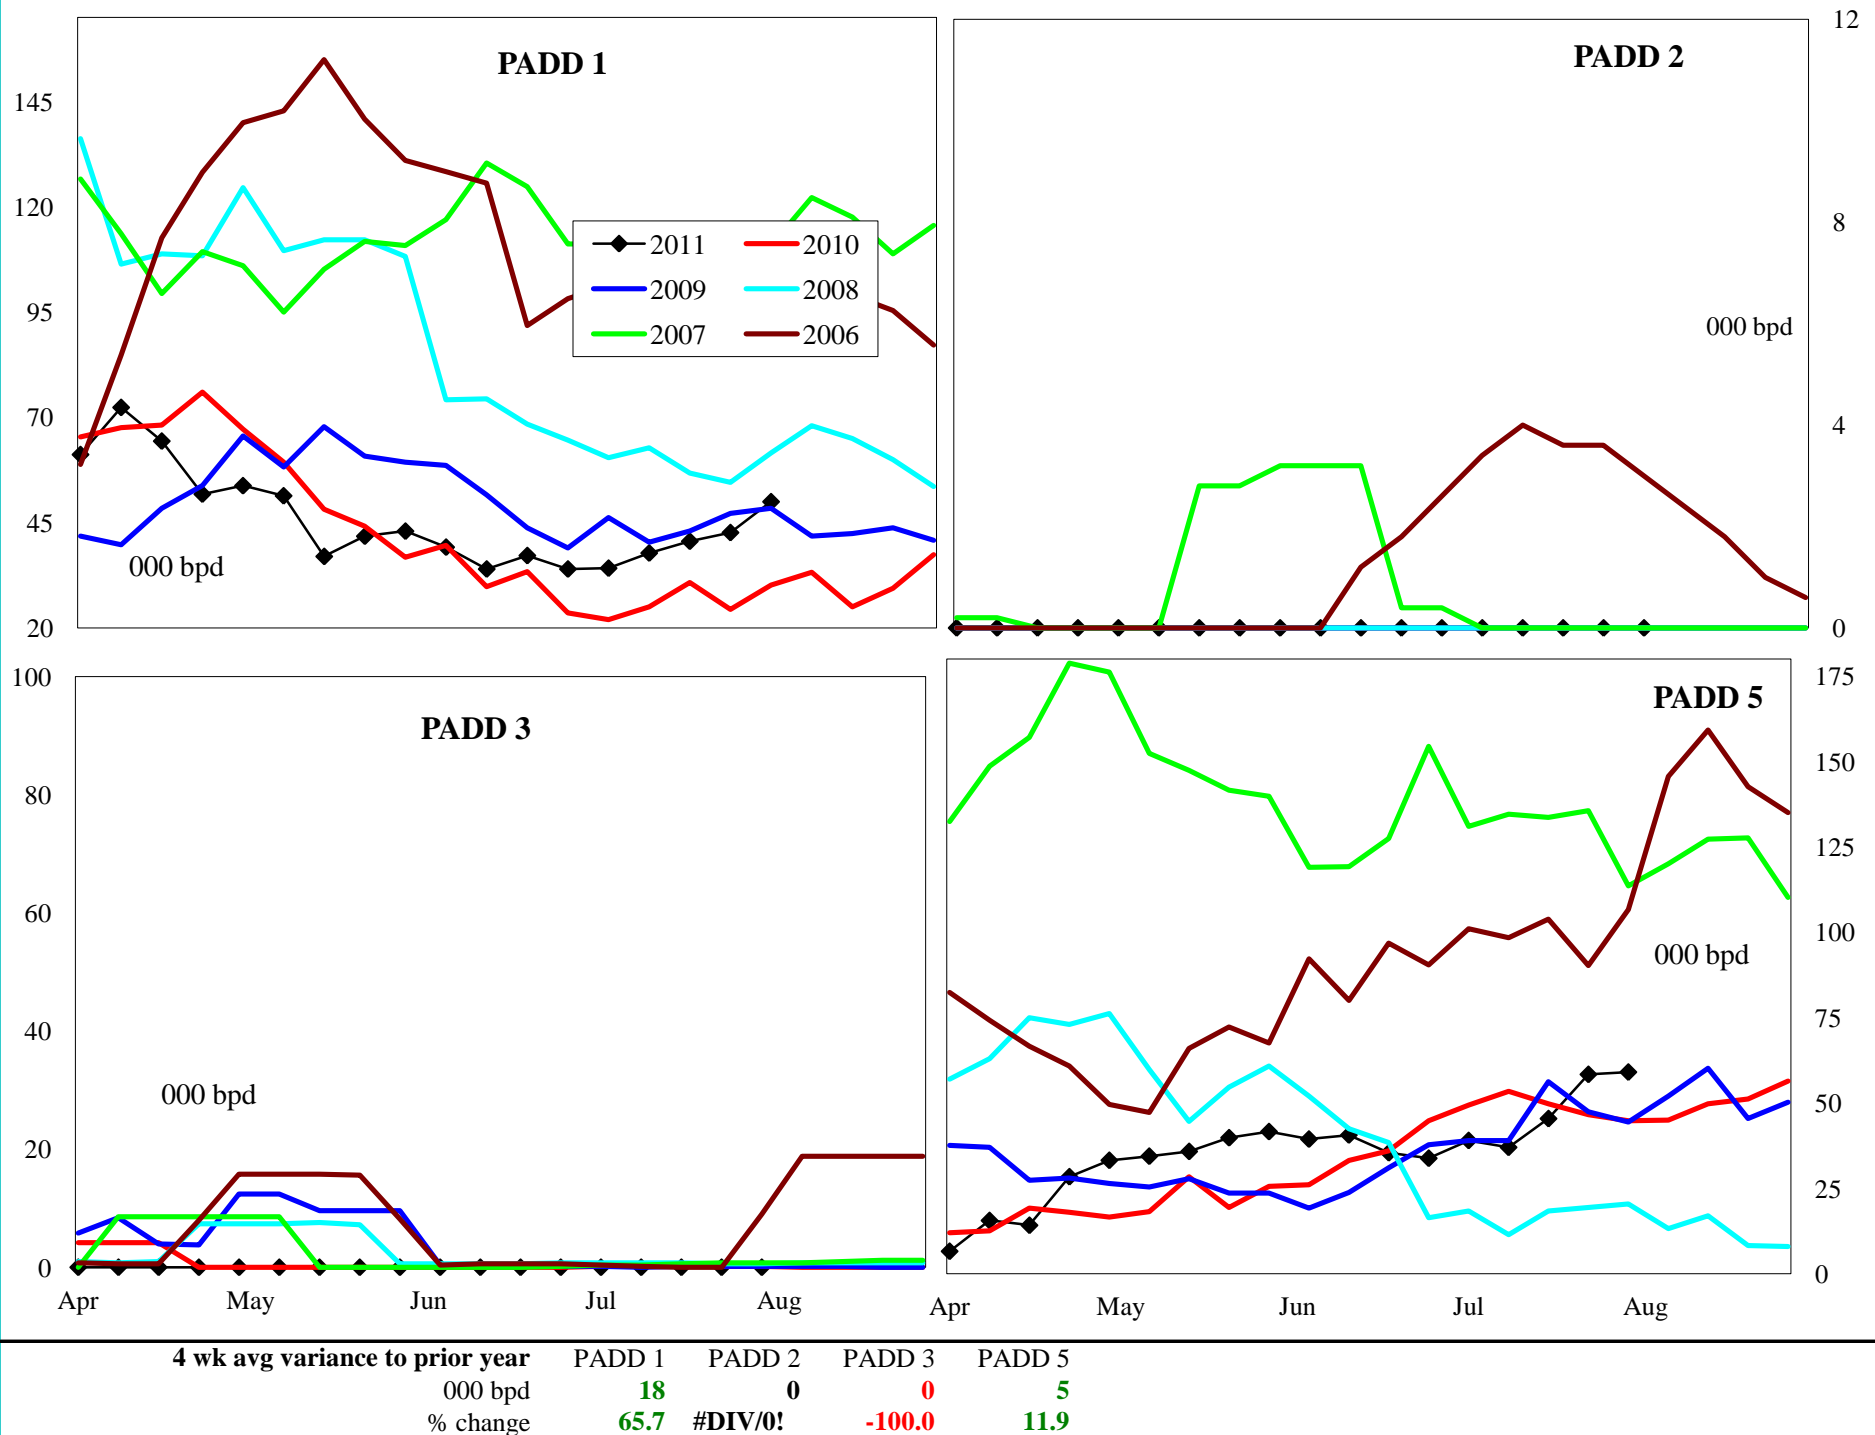 PADD 1
145
120
95
70
45
20
000 bpd
2011 2010
2009 2008
2007 2006
PADD 2
12
8
4
0
000 bpd
PADD 3
100
80
60
40
20
0
000 bpd
Apr May Jun Jul Aug
PADD 5
175
150
125
100
75
50
25
0
000 bpd
Apr May Jun Jul Aug
4 wk avg variance to prior year PADD 1 PADD 2 PADD 3 PADD 5
000 bpd 18 0 0 5
% change 65.7 #DIV/0! -100.0 11.9